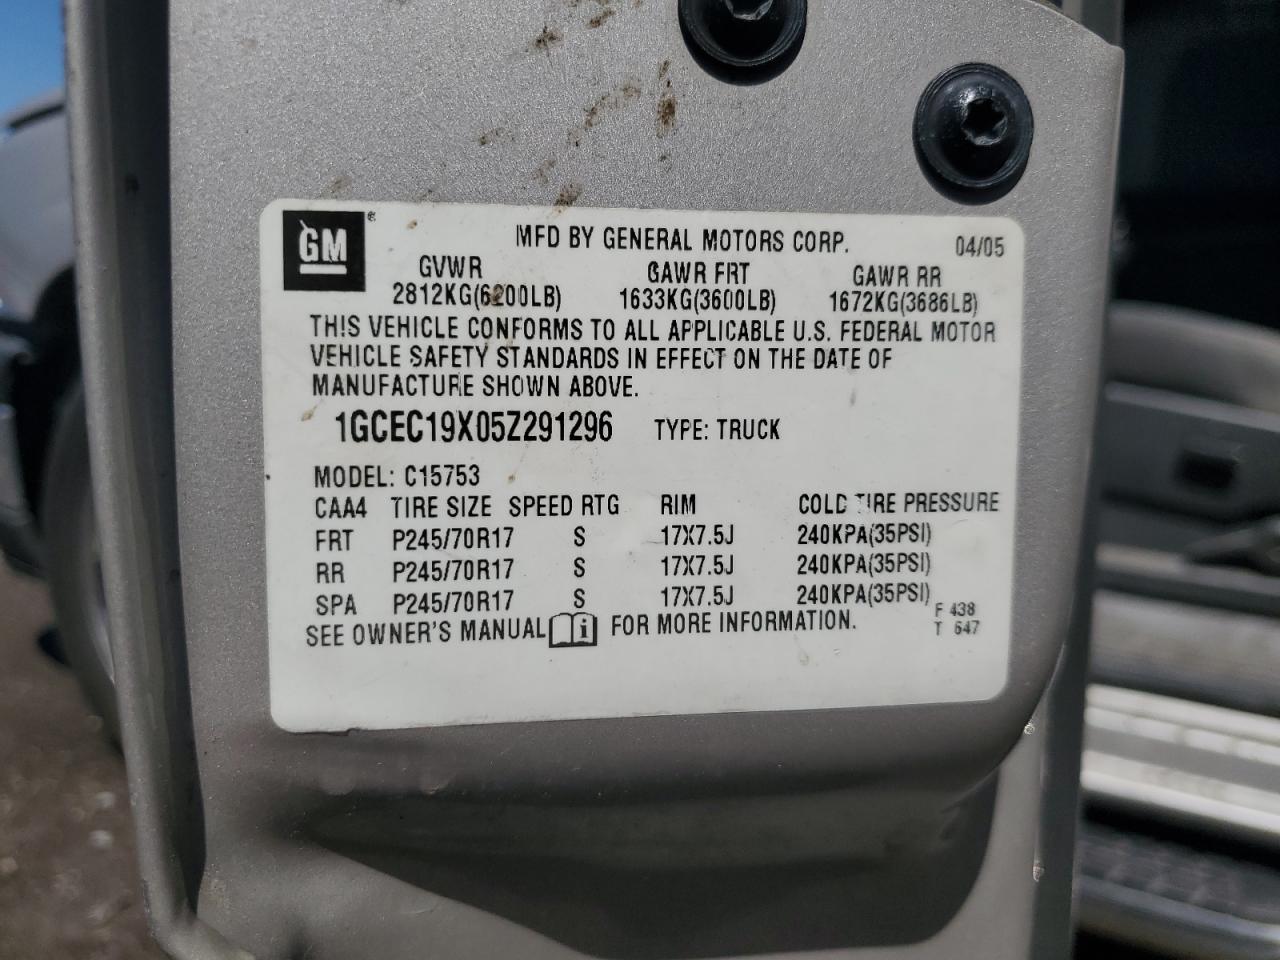 GM ®
MFD BY GENERAL MOTORS CORP. 04/05
GVWR GAWR FRT GAWR RR
2812KG(6200LB) 1633KG(3600LB) 1672KG(3686LB)
THIS VEHICLE CONFORMS TO ALL APPLICABLE U.S. FEDERAL MOTOR
VEHICLE SAFETY STANDARDS IN EFFECT ON THE DATE OF
MANUFACTURE SHOWN ABOVE.
1GCEC19X05Z291296 TYPE: TRUCK
MODEL: C15753
CAA4 TIRE SIZE SPEED RTG RIM COLD TIRE PRESSURE
FRT P245/70R17 S 17X7.5J 240KPA(35PSI)
RR P245/70R17 S 17X7.5J 240KPA(35PSI)
SPA P245/70R17 S 17X7.5J 240KPA(35PSI)
SEE OWNER'S MANUAL i FOR MORE INFORMATION.
F 438
T 647